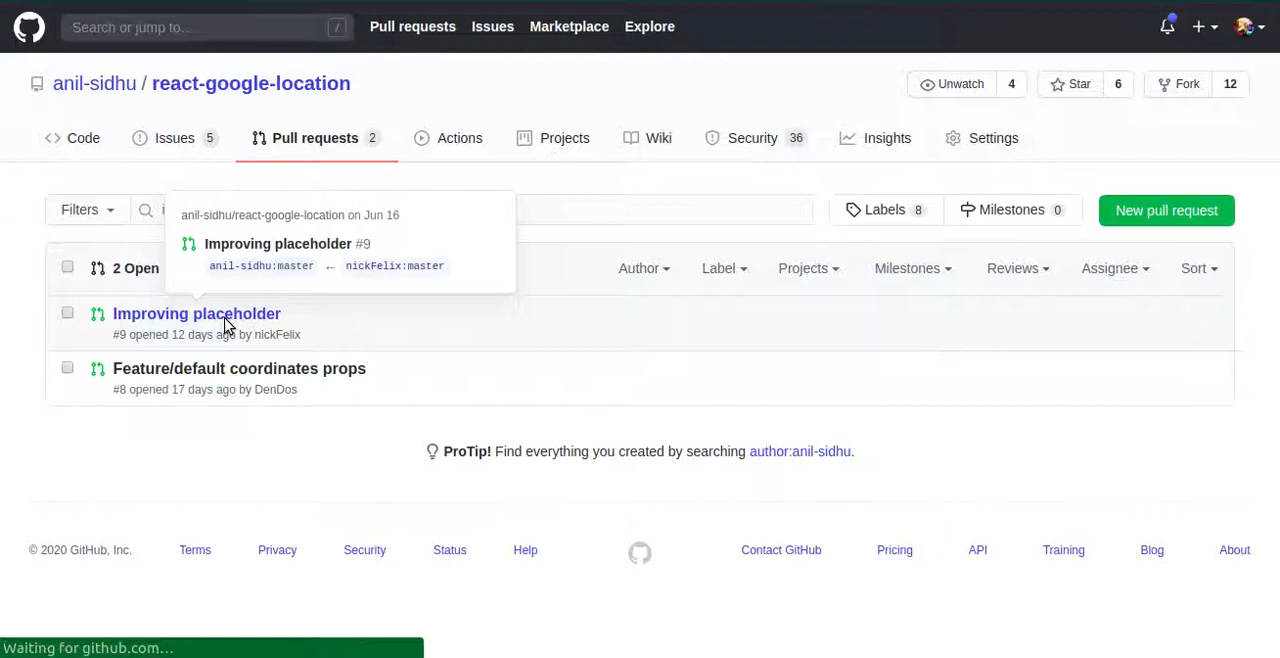 Search or jump to... /
Pull requests Issues Marketplace Explore
anil-sidhu / react-google-location
Unwatch 4 Star 6 Fork 12
Code Issues 5 Pull requests 2 Actions Projects Wiki Security 36 Insights Settings
Filters Labels 8 Milestones 0 New pull request
anil-sidhu/react-google-location on Jun 16
Improving placeholder #9
anil-sidhu:master ← nickFelix:master
2 Open Author Label Projects Milestones Reviews Assignee Sort
Improving placeholder
#9 opened 12 days ago by nickFelix
Feature/default coordinates props
#8 opened 17 days ago by DenDos
ProTip! Find everything you created by searching author:anil-sidhu.
© 2020 GitHub, Inc. Terms Privacy Security Status Help Contact GitHub Pricing API Training Blog About
Waiting for github.com...